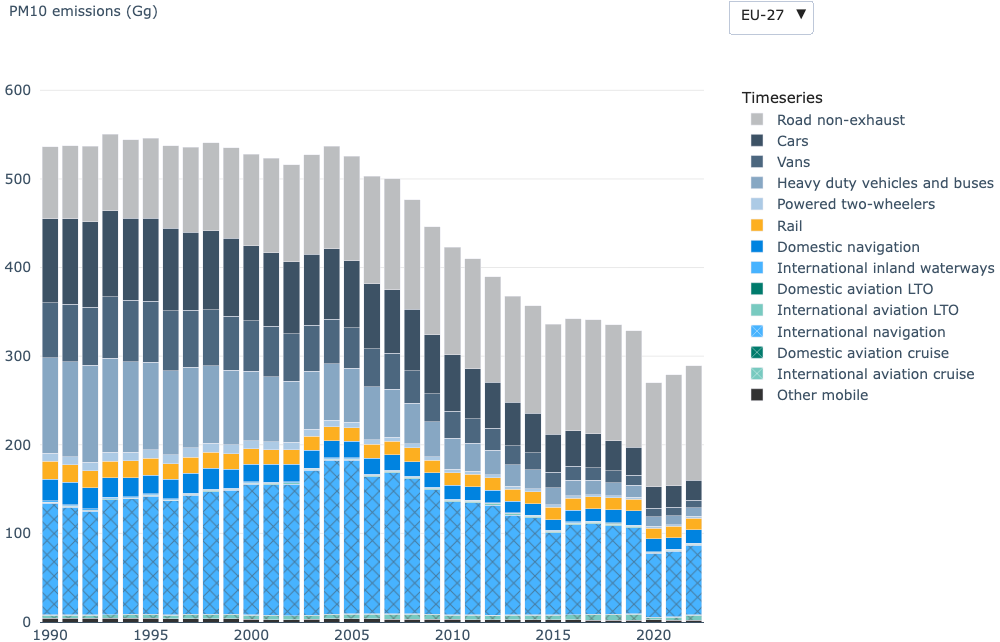 PM10 emissions (Gg)
EU-27 ▼
600
500
400
300
200
100
0
1990
1995
2000
2005
2010
2015
2020
Timeseries
Road non-exhaust
Cars
Vans
Heavy duty vehicles and buses
Powered two-wheelers
Rail
Domestic navigation
International inland waterways
Domestic aviation LTO
International aviation LTO
International navigation
Domestic aviation cruise
International aviation cruise
Other mobile